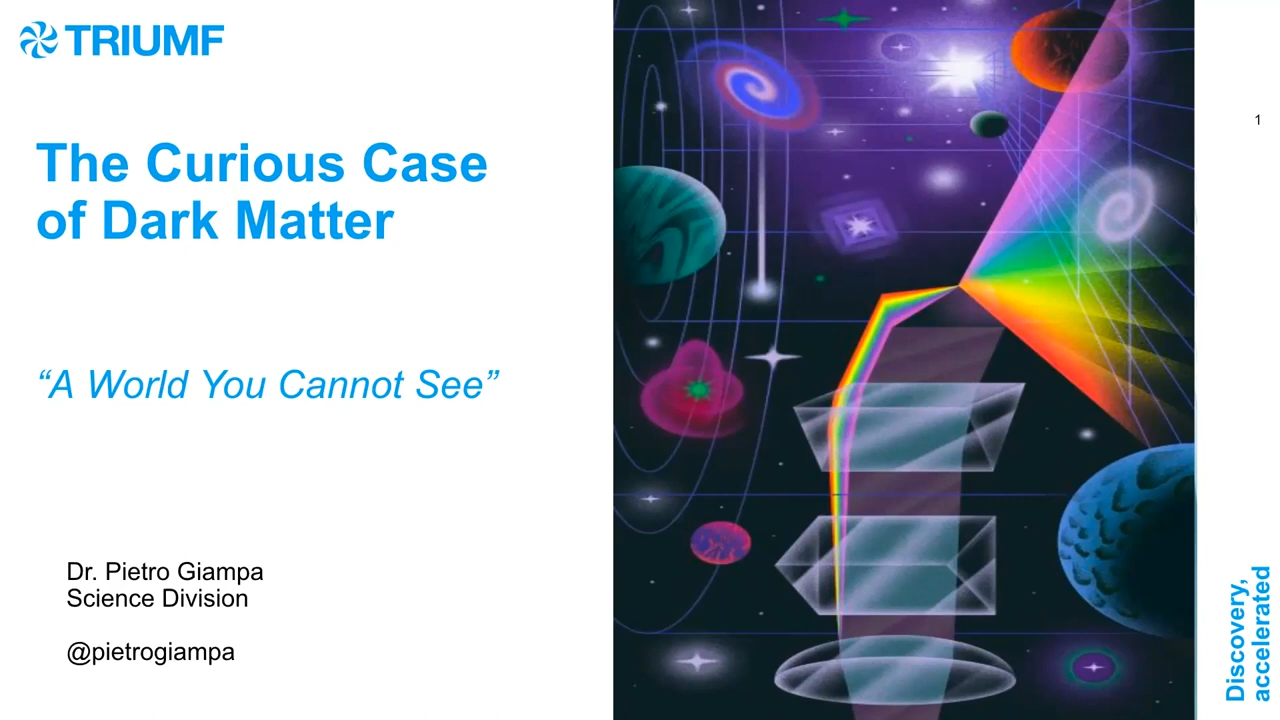 TRIUMF
The Curious Case
of Dark Matter
“A World You Cannot See”
Dr. Pietro Giampa
Science Division
@pietrogiampa
1
Discovery,
accelerated